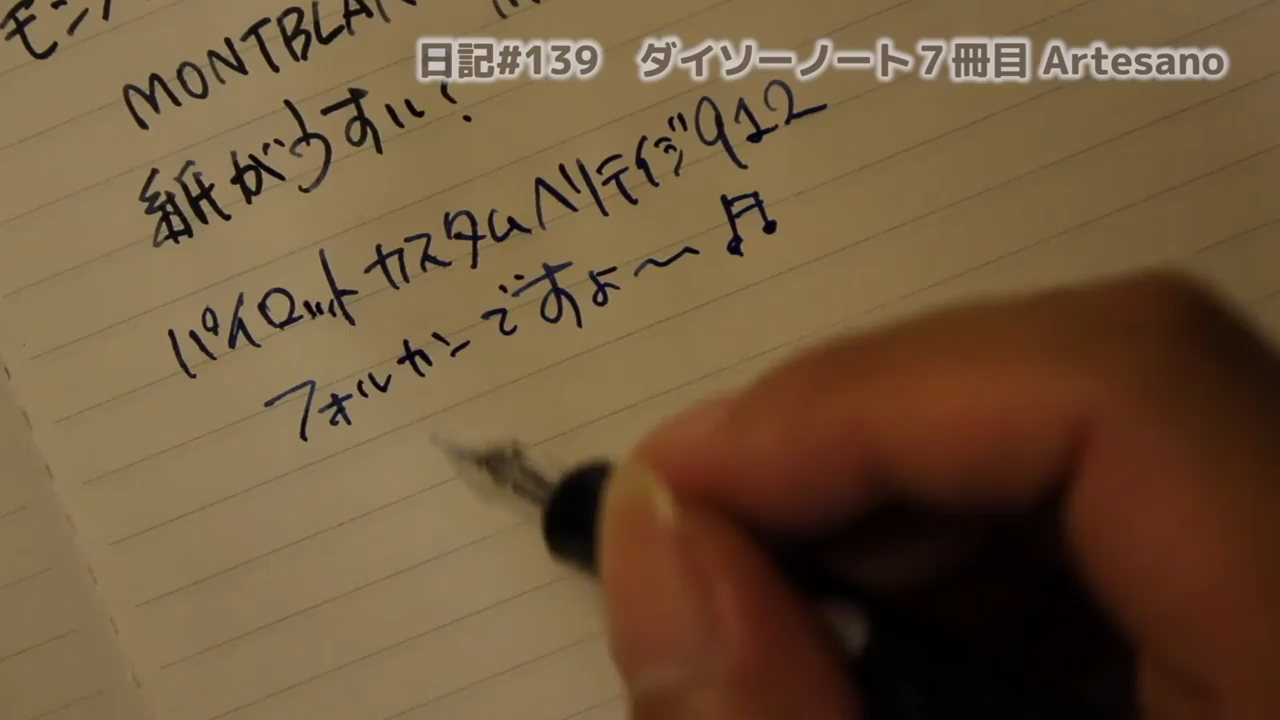 日記#139　ダイソーノート７冊目 Artesano
モン
MONTBLAN
紙がうすい?
パイロットカスタムヘリテイジ912
フォルカンですよ〜♬